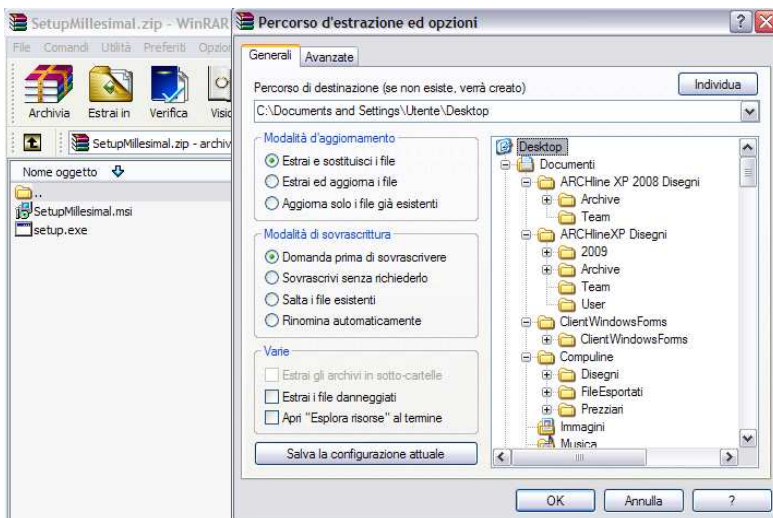 SetupMillesimal.zip - WinRAR
File Comandi Utilità Preferiti Opzio
Archivia Estrai in Verifica Visio
SetupMillesimal.zip - archiv
Nome oggetto
..
SetupMillesimal.msi
setup.exe
Percorso d'estrazione ed opzioni
Generali Avanzate
Percorso di destinazione (se non esiste, verrà creato)
Individua
C:\Documents and Settings\Utente\Desktop
Modalità d'aggiornamento
Estrai e sostituisci i file
Estrai ed aggiorna i file
Aggiorna solo i file già esistenti
Modalità di sovrascrittura
Domanda prima di sovrascrivere
Sovrascrivi senza richiederlo
Salta i file esistenti
Rinomina automaticamente
Varie
Estrai gli archivi in sotto-cartelle
Estrai i file danneggiati
Apri "Esplora risorse" al termine
Salva la configurazione attuale
Desktop
Documenti
ARCHline XP 2008 Disegni
Archive
Team
ARCHlineXP Disegni
2009
Archive
Team
User
ClientWindowsForms
ClientWindowsForms
Compuline
Disegni
FileEsportati
Prezziari
Immagini
Musica
OK Annulla ?